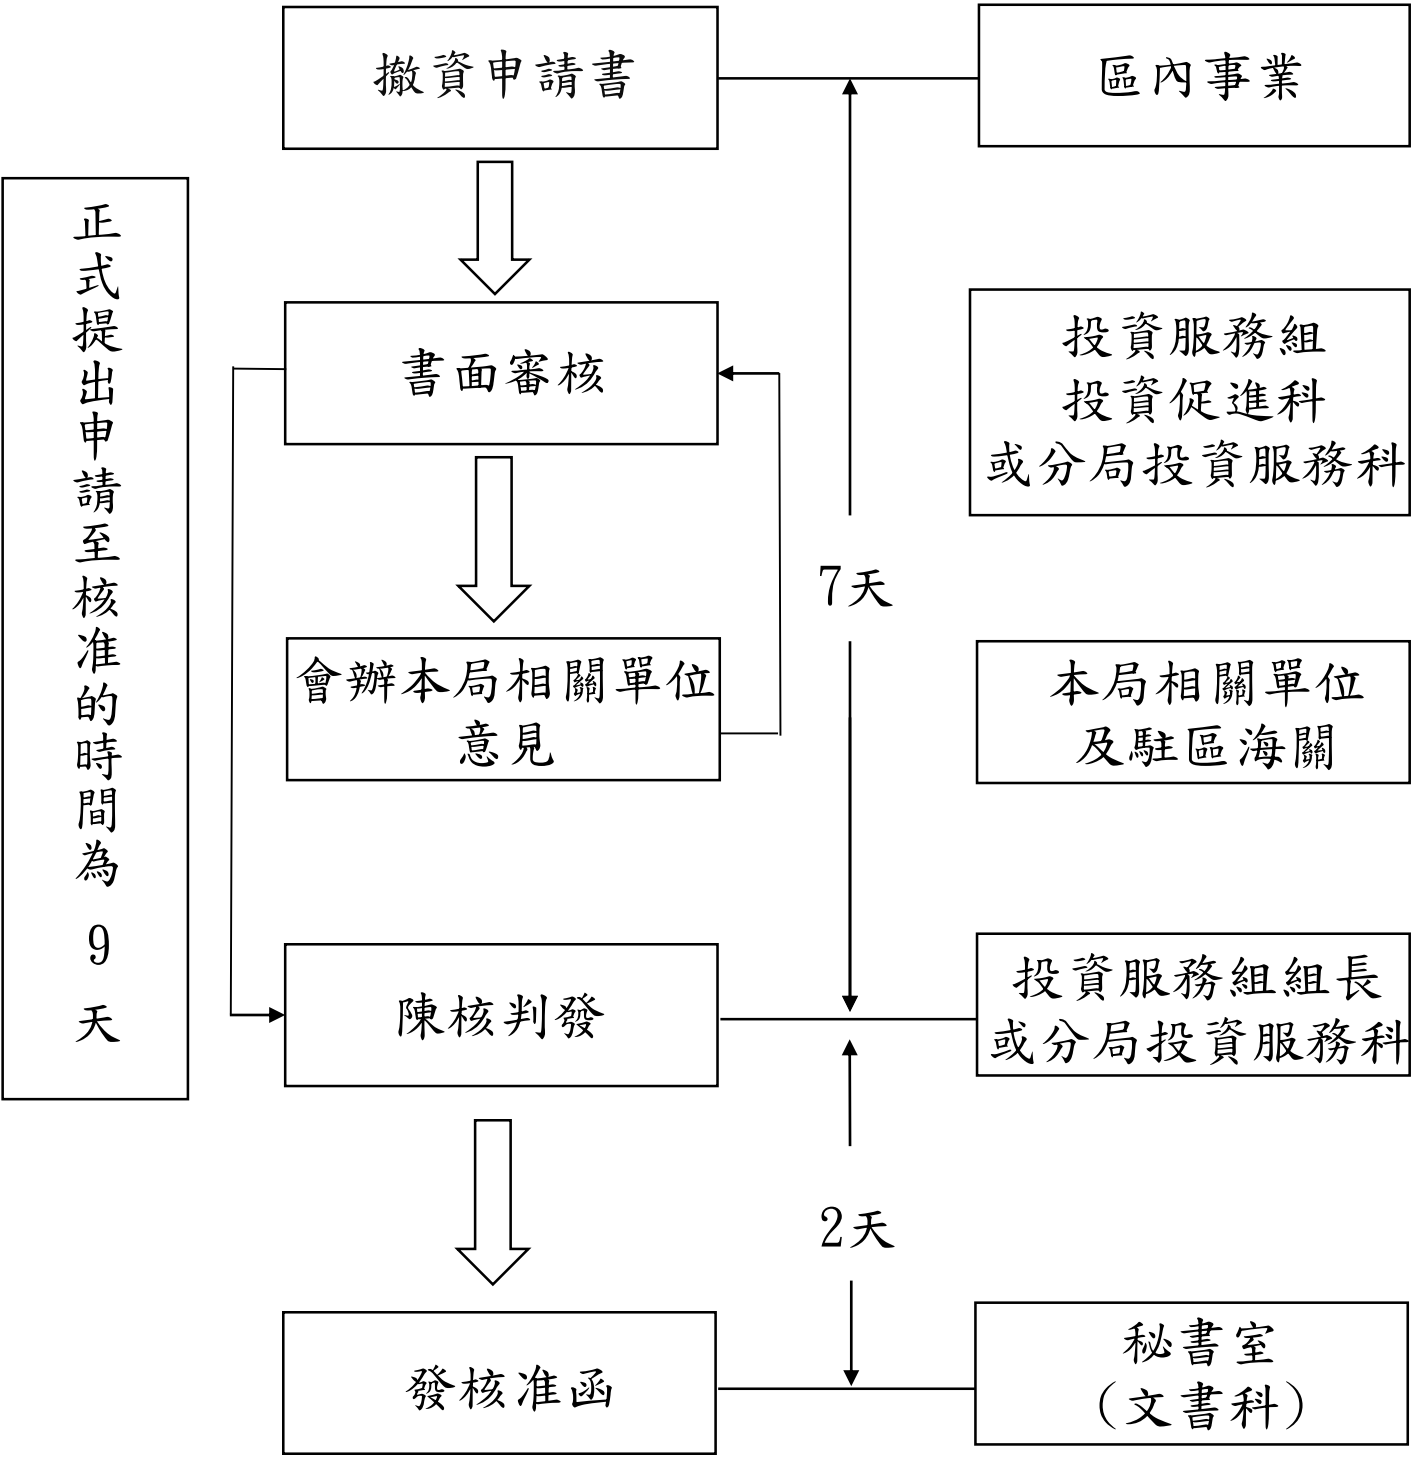 撤資申請書
區內事業
正式提出申請至核准的時間為
9
天
書面審核
投資服務組
投資促進科
或分局投資服務科
7天
會辦本局相關單位
意見
本局相關單位
及駐區海關
陳核判發
投資服務組組長
或分局投資服務科
2天
發核准函
秘書室
(文書科)